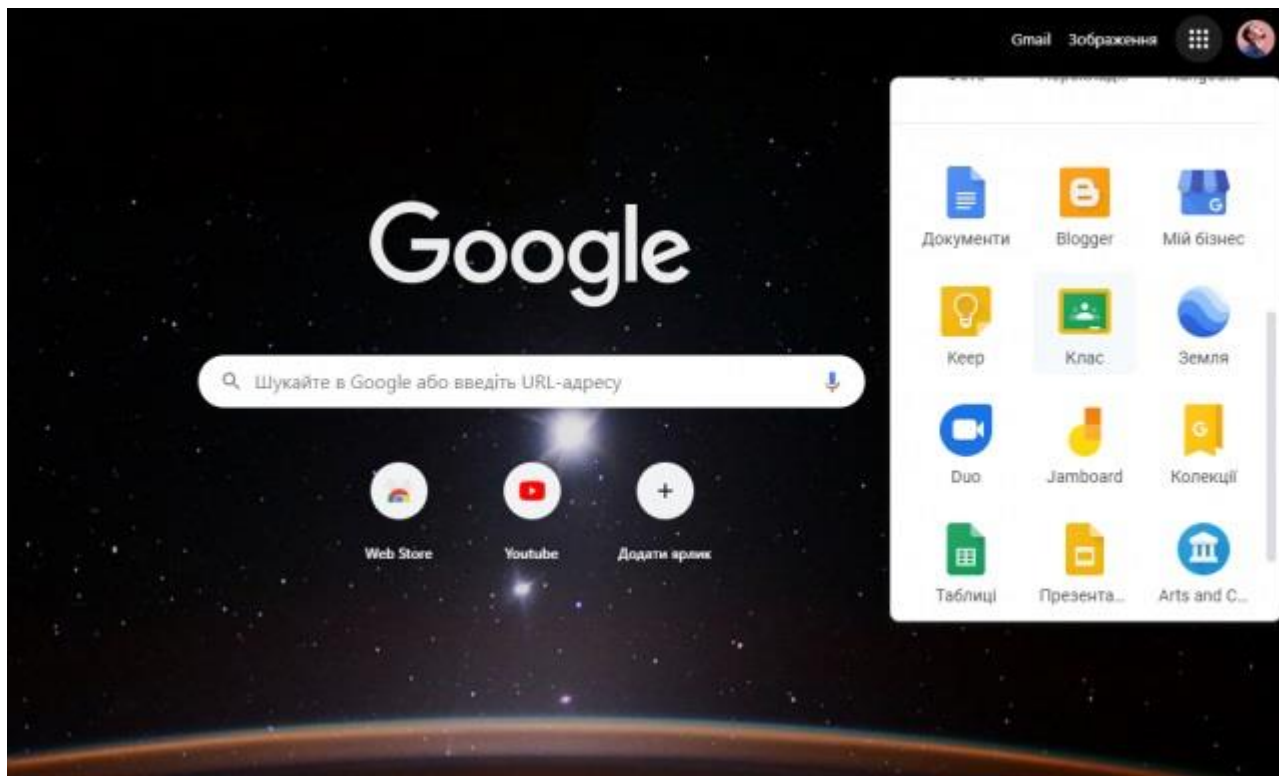 Gmail Зображення
Документи Blogger Мій бізнес
Google
Keep Клас Земля
Шукайте в Google або введіть URL-адресу
Duo Jamboard Колекції
Web Store Youtube Додати ярлик
Таблиці Презента... Arts and C...